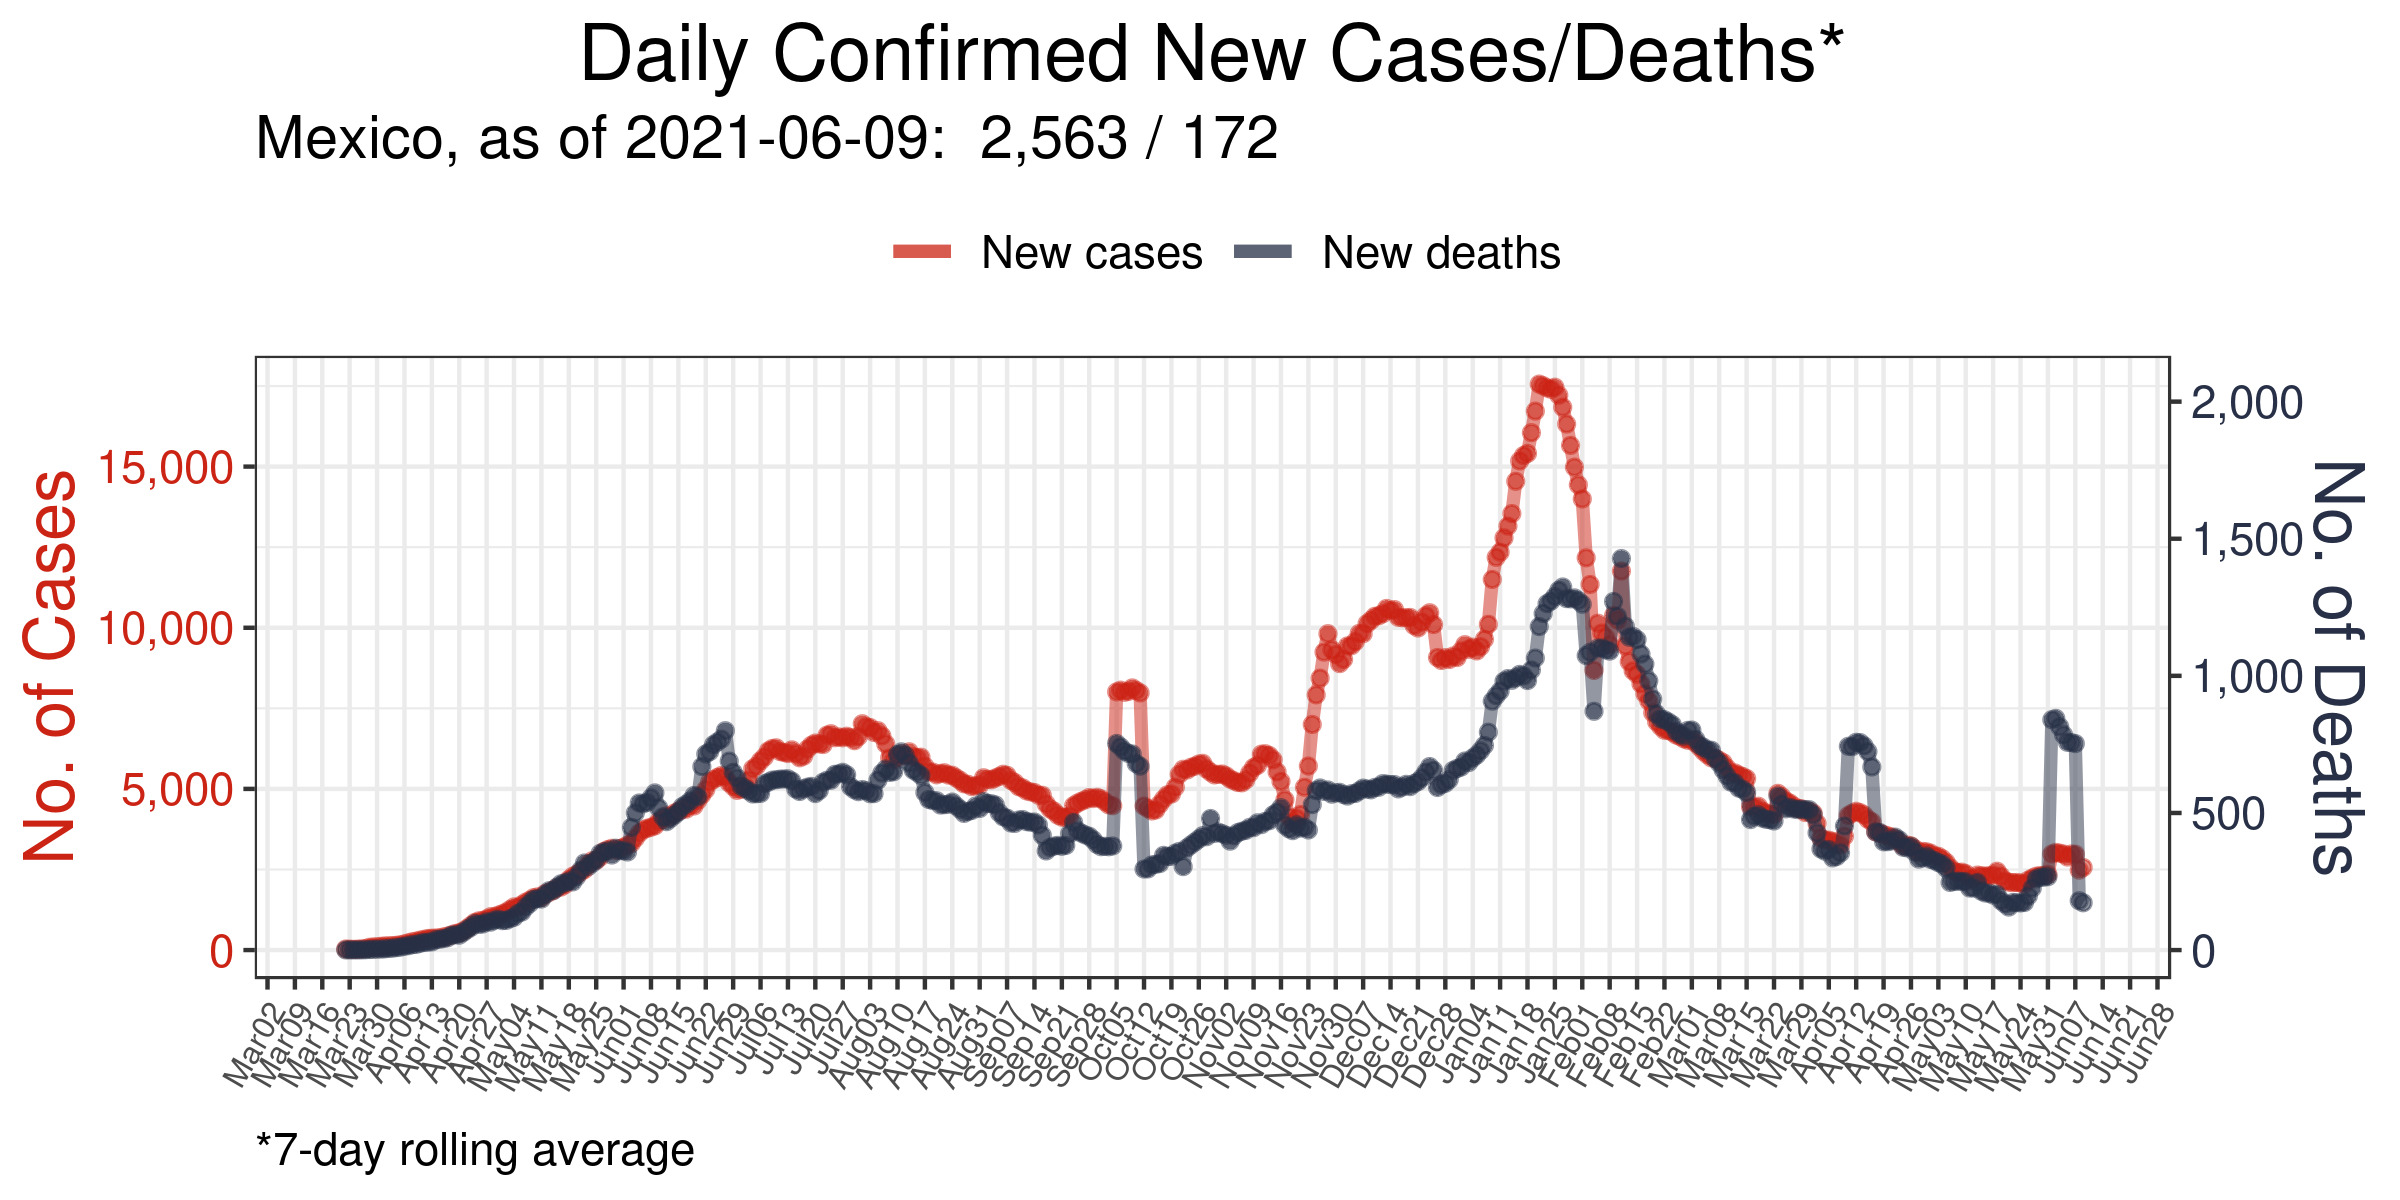 Daily Confirmed New Cases/Deaths*
Mexico, as of 2021-06-09:  2,563 / 172
New cases
New deaths
No. of Cases
15,000
10,000
5,000
0
2,000
1,500
1,000
500
0
No. of Deaths
Mar02
Mar09
Mar16
Mar23
Mar30
Apr06
Apr13
Apr20
Apr27
May04
May11
May18
May25
Jun01
Jun08
Jun15
Jun22
Jun29
Jul06
Jul13
Jul20
Jul27
Aug03
Aug10
Aug17
Aug24
Aug31
Sep07
Sep14
Sep21
Sep28
Oct05
Oct12
Oct19
Oct26
Nov02
Nov09
Nov16
Nov23
Nov30
Dec07
Dec14
Dec21
Dec28
Jan04
Jan11
Jan18
Jan25
Feb01
Feb08
Feb15
Feb22
Mar01
Mar08
Mar15
Mar22
Mar29
Apr05
Apr12
Apr19
Apr26
May03
May10
May17
May24
May31
Jun07
Jun14
Jun21
Jun28
*7-day rolling average